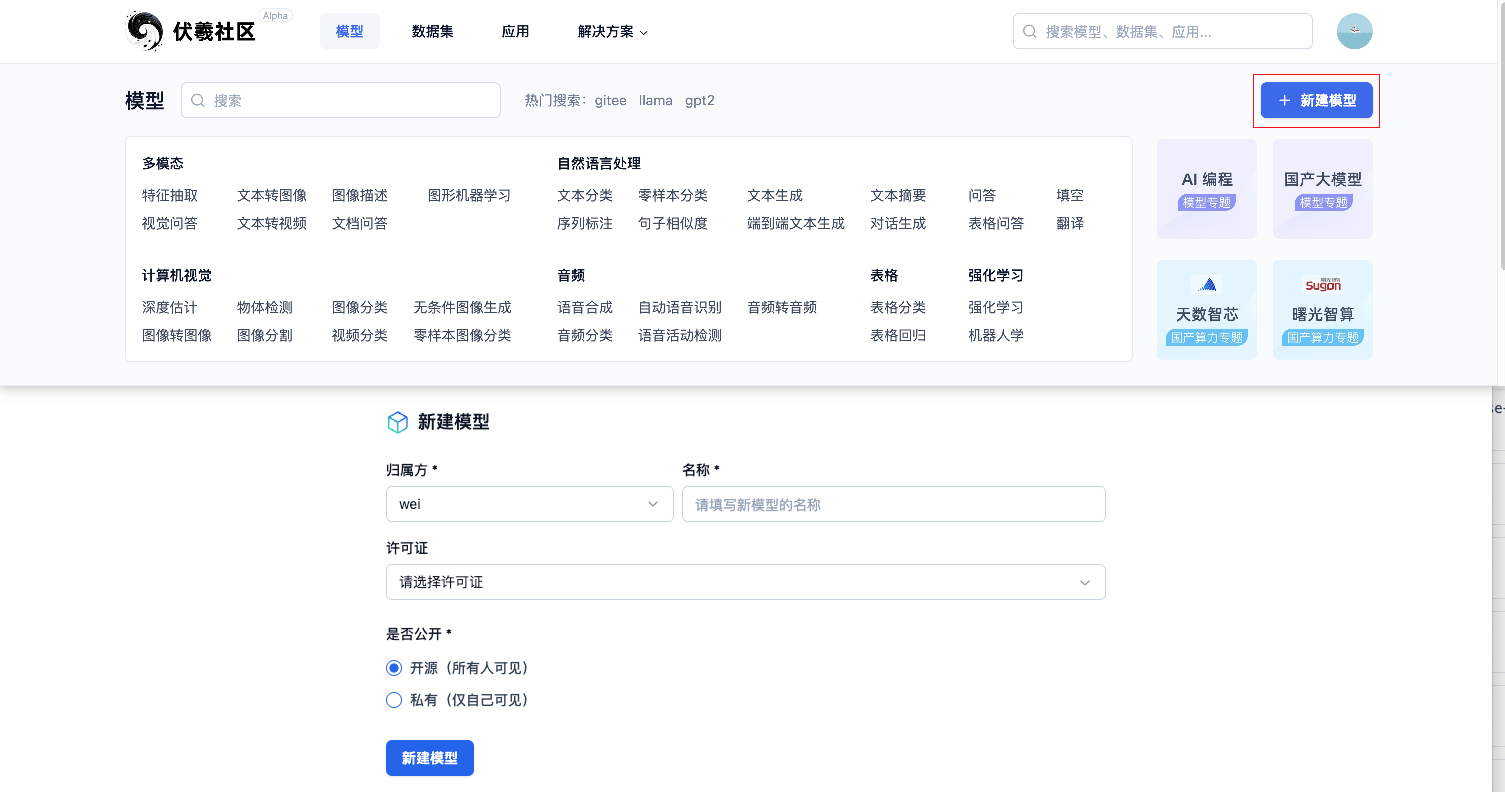 伏羲社区 Alpha 模型 数据集 应用 解决方案 搜索模型、数据集、应用...
模型 搜索 热门搜索: gitee llama gpt2 新建模型
多模态 自然语言处理
特征抽取 文本转图像 图像描述 图形机器学习 文本分类 零样本分类 文本生成 文本摘要 问答 填空
视觉问答 文本转视频 文档问答 序列标注 句子相似度 端到端文本生成 对话生成 表格问答 翻译
计算机视觉 音频 表格 强化学习
深度估计 物体检测 图像分类 无条件图像生成 语音合成 自动语音识别 音频转音频 表格分类 强化学习
图像转图像 图像分割 视频分类 零样本图像分类 音频分类 语音活动检测 表格回归 机器人学
AI 编程 国产大模型
模型专题 模型专题
Sugon
天数智芯 曙光智算
国产算力专题 国产算力专题
新建模型
归属方 * 名称 *
wei 请填写新模型的名称
许可证
请选择许可证
是否公开 *
开源（所有人可见）
私有（仅自己可见）
新建模型